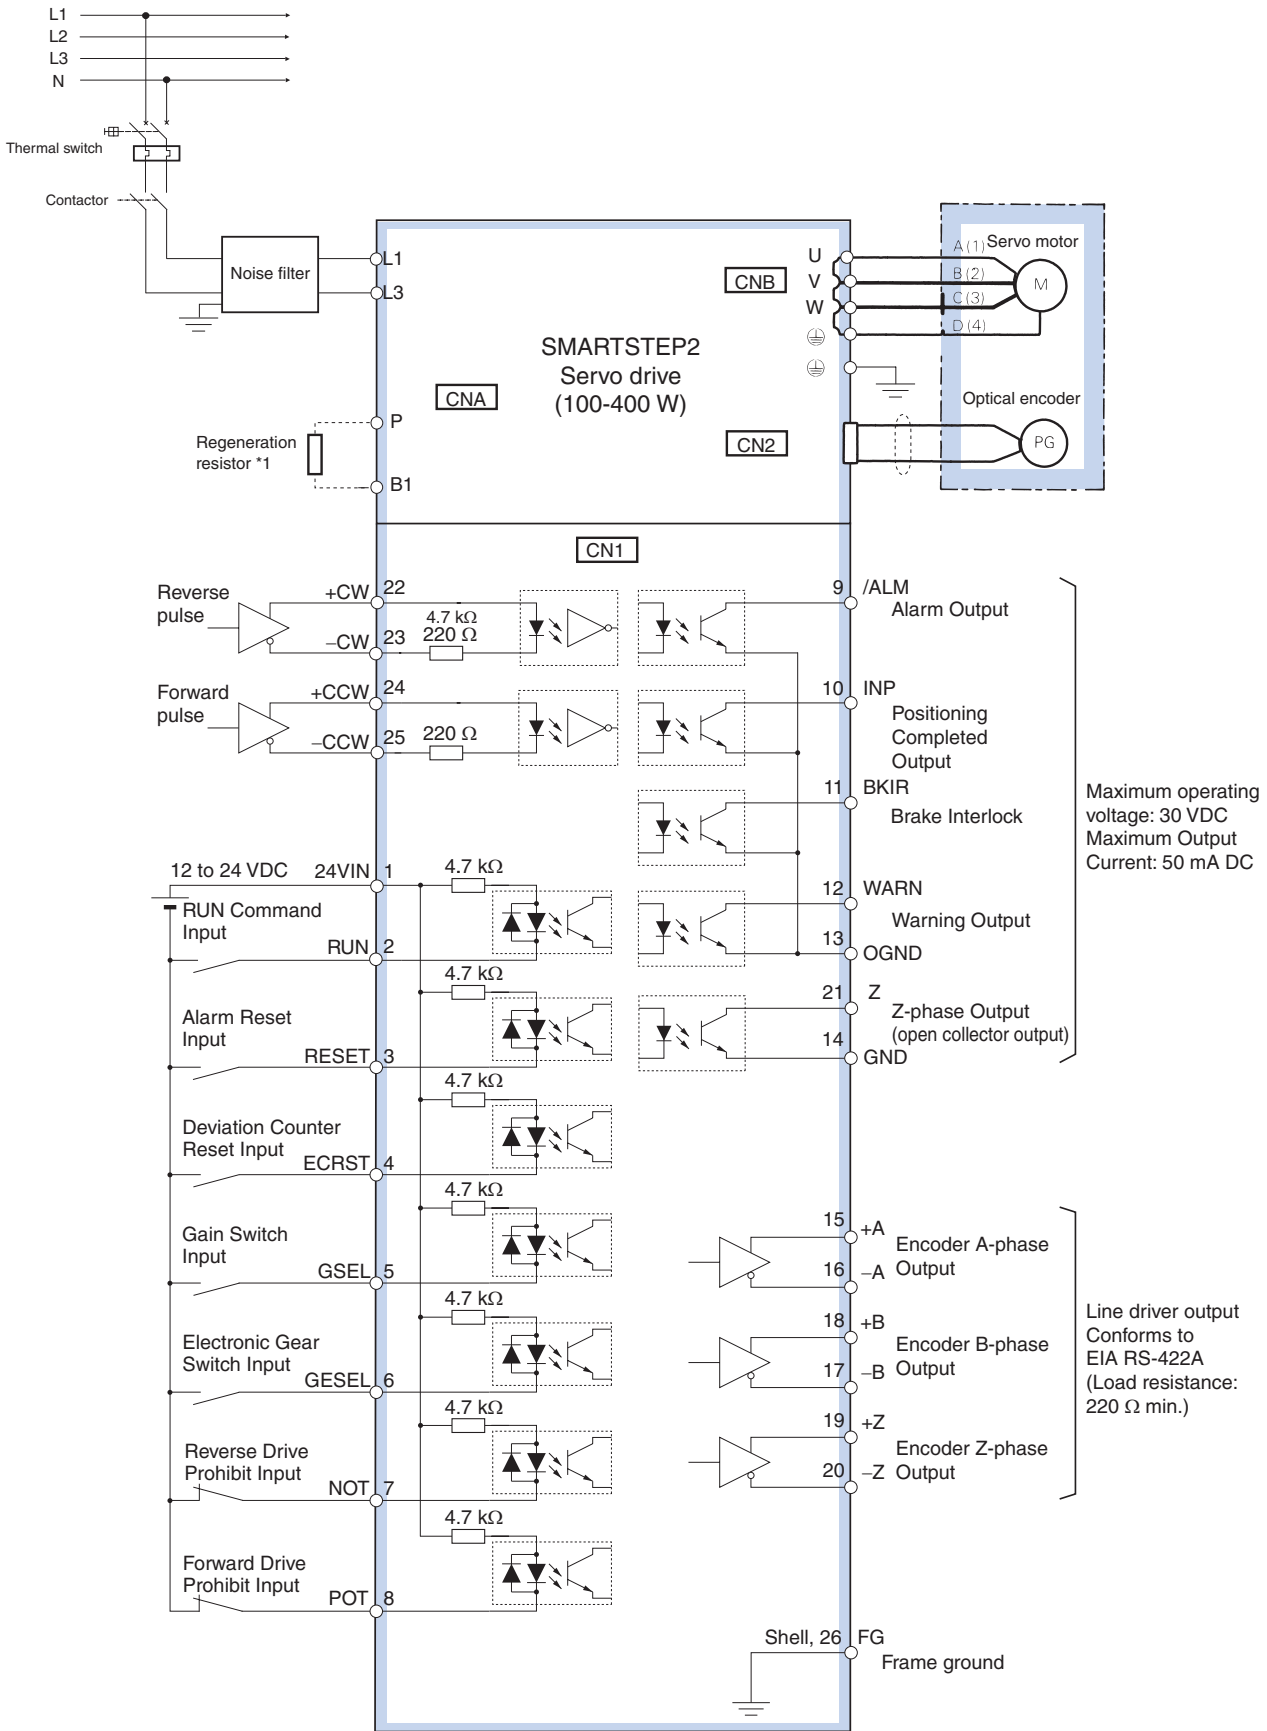 L1
L2
L3
N
Thermal switch
Contactor
Noise filter
L1
L3
SMARTSTEP2
Servo drive
(100-400 W)
CNA
CNB
CN2
U
V
W
A (1)
B (2)
C (3)
D (4)
Servo motor
M
Optical encoder
PG
Regeneration
resistor *1
P
B1
CN1
Reverse
pulse
+CW
22
−CW
23
4.7 kΩ
220 Ω
Forward
pulse
+CCW
24
−CCW
25
220 Ω
9
/ALM
Alarm Output
10
INP
Positioning
Completed
Output
11
BKIR
Brake Interlock
12
WARN
Warning Output
13
OGND
21
Z
Z-phase Output
(open collector output)
14
GND
Maximum operating
voltage: 30 VDC
Maximum Output
Current: 50 mA DC
12 to 24 VDC
24VIN
1
4.7 kΩ
RUN Command
Input
RUN
2
4.7 kΩ
Alarm Reset
Input
RESET
3
4.7 kΩ
Deviation Counter
Reset Input
ECRST
4
4.7 kΩ
Gain Switch
Input
GSEL
5
4.7 kΩ
Electronic Gear
Switch Input
GESEL
6
4.7 kΩ
Reverse Drive
Prohibit Input
NOT
7
4.7 kΩ
Forward Drive
Prohibit Input
POT
8
15
+A
Encoder A-phase
Output
16
−A
18
+B
Encoder B-phase
Output
17
−B
19
+Z
Encoder Z-phase
Output
20
−Z
Line driver output
Conforms to
EIA RS-422A
(Load resistance:
220 Ω min.)
Shell, 26
FG
Frame ground